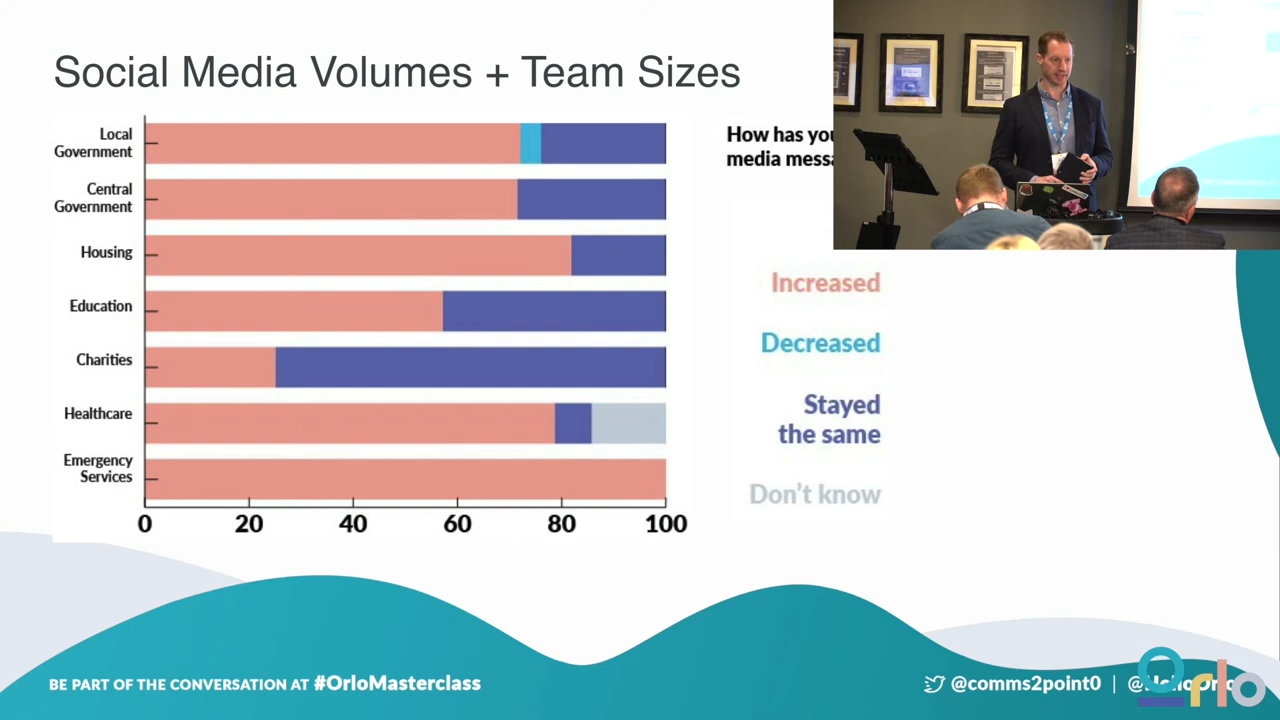 Social Media Volumes + Team Sizes
Local
Government
Central
Government
Housing
Education
Charities
Healthcare
Emergency
Services
0 20 40 60 80 100
How has
media
Increased
Decreased
Stayed
the same
Don't know
BE PART OF THE CONVERSATION AT #OrloMasterclass
@comms2point0 |
Orlo